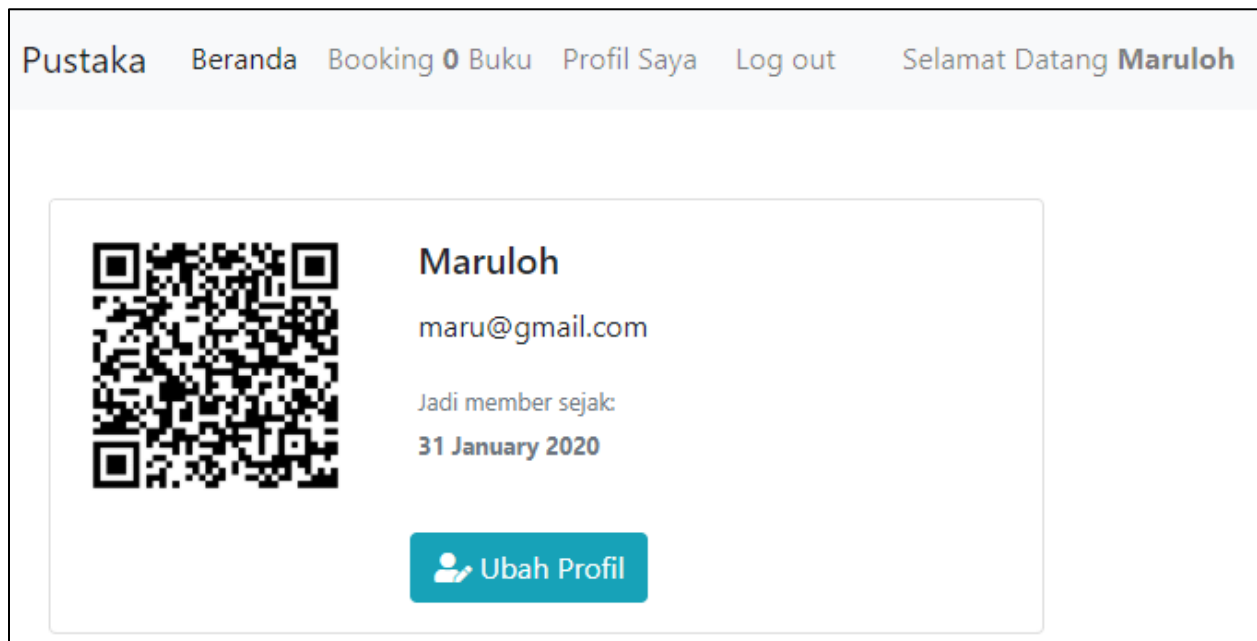 Pustaka Beranda Booking 0 Buku Profil Saya Log out Selamat Datang Maruloh
Maruloh
maru@gmail.com
Jadi member sejak:
31 January 2020
Ubah Profil